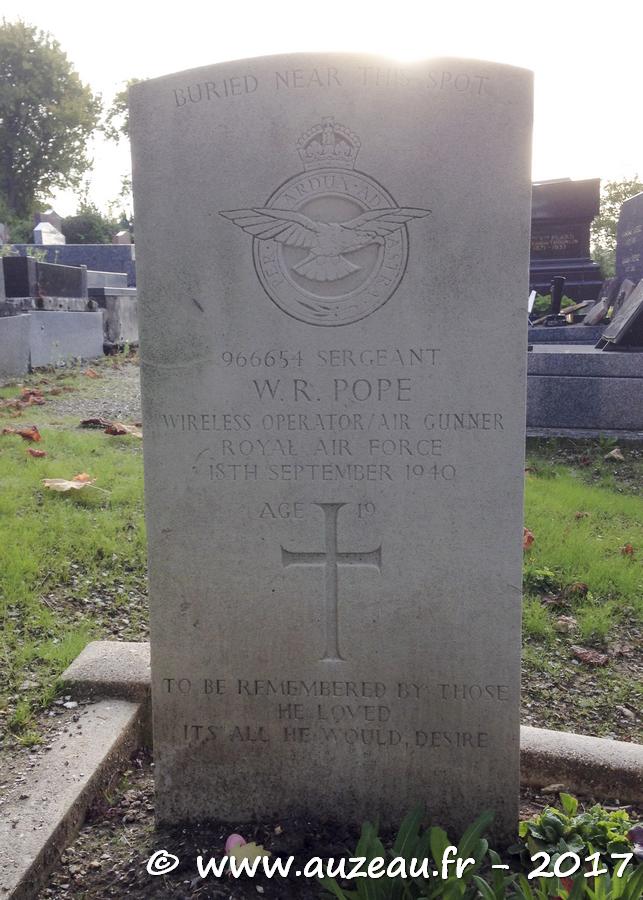 BURIED NEAR THIS SPOT
PER ARDUA AD ASTRA
966654 SERGEANT
W. R. POPE
WIRELESS OPERATOR/AIR GUNNER
ROYAL AIR FORCE
18TH SEPTEMBER 1940
AGE 19
TO BE REMEMBERED BY THOSE
HE LOVED
ITS ALL HE WOULD DESIRE
© www.auzeau.fr - 2017